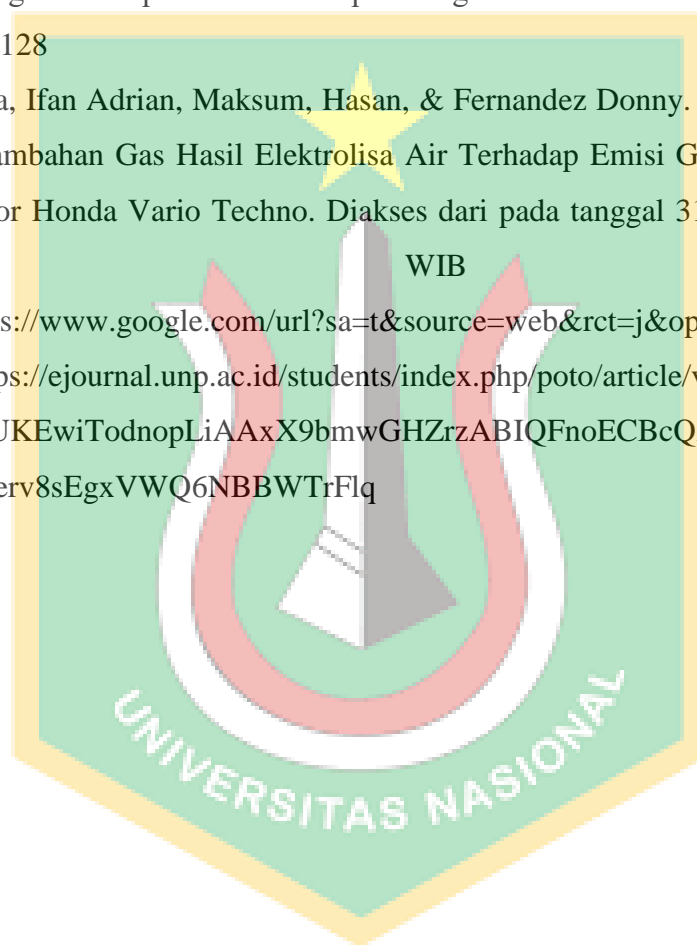 128
a, Ifan Adrian, Maksum, Hasan, & Fernandez Donny.
ambahan Gas Hasil Elektrolisa Air Terhadap Emisi G
or Honda Vario Techno. Diakses dari pada tanggal 31
WIB
s://www.google.com/url?sa=t&source=web&rct=j&op
ps://ejournal.unp.ac.id/students/index.php/poto/article/v
UKEwiTodnopLiAAxX9bmwGHZrzABIQFnoECBcQ
erv8sEgxVWQ6NBBWTrFlq
UNIVERSITAS NASIONAL